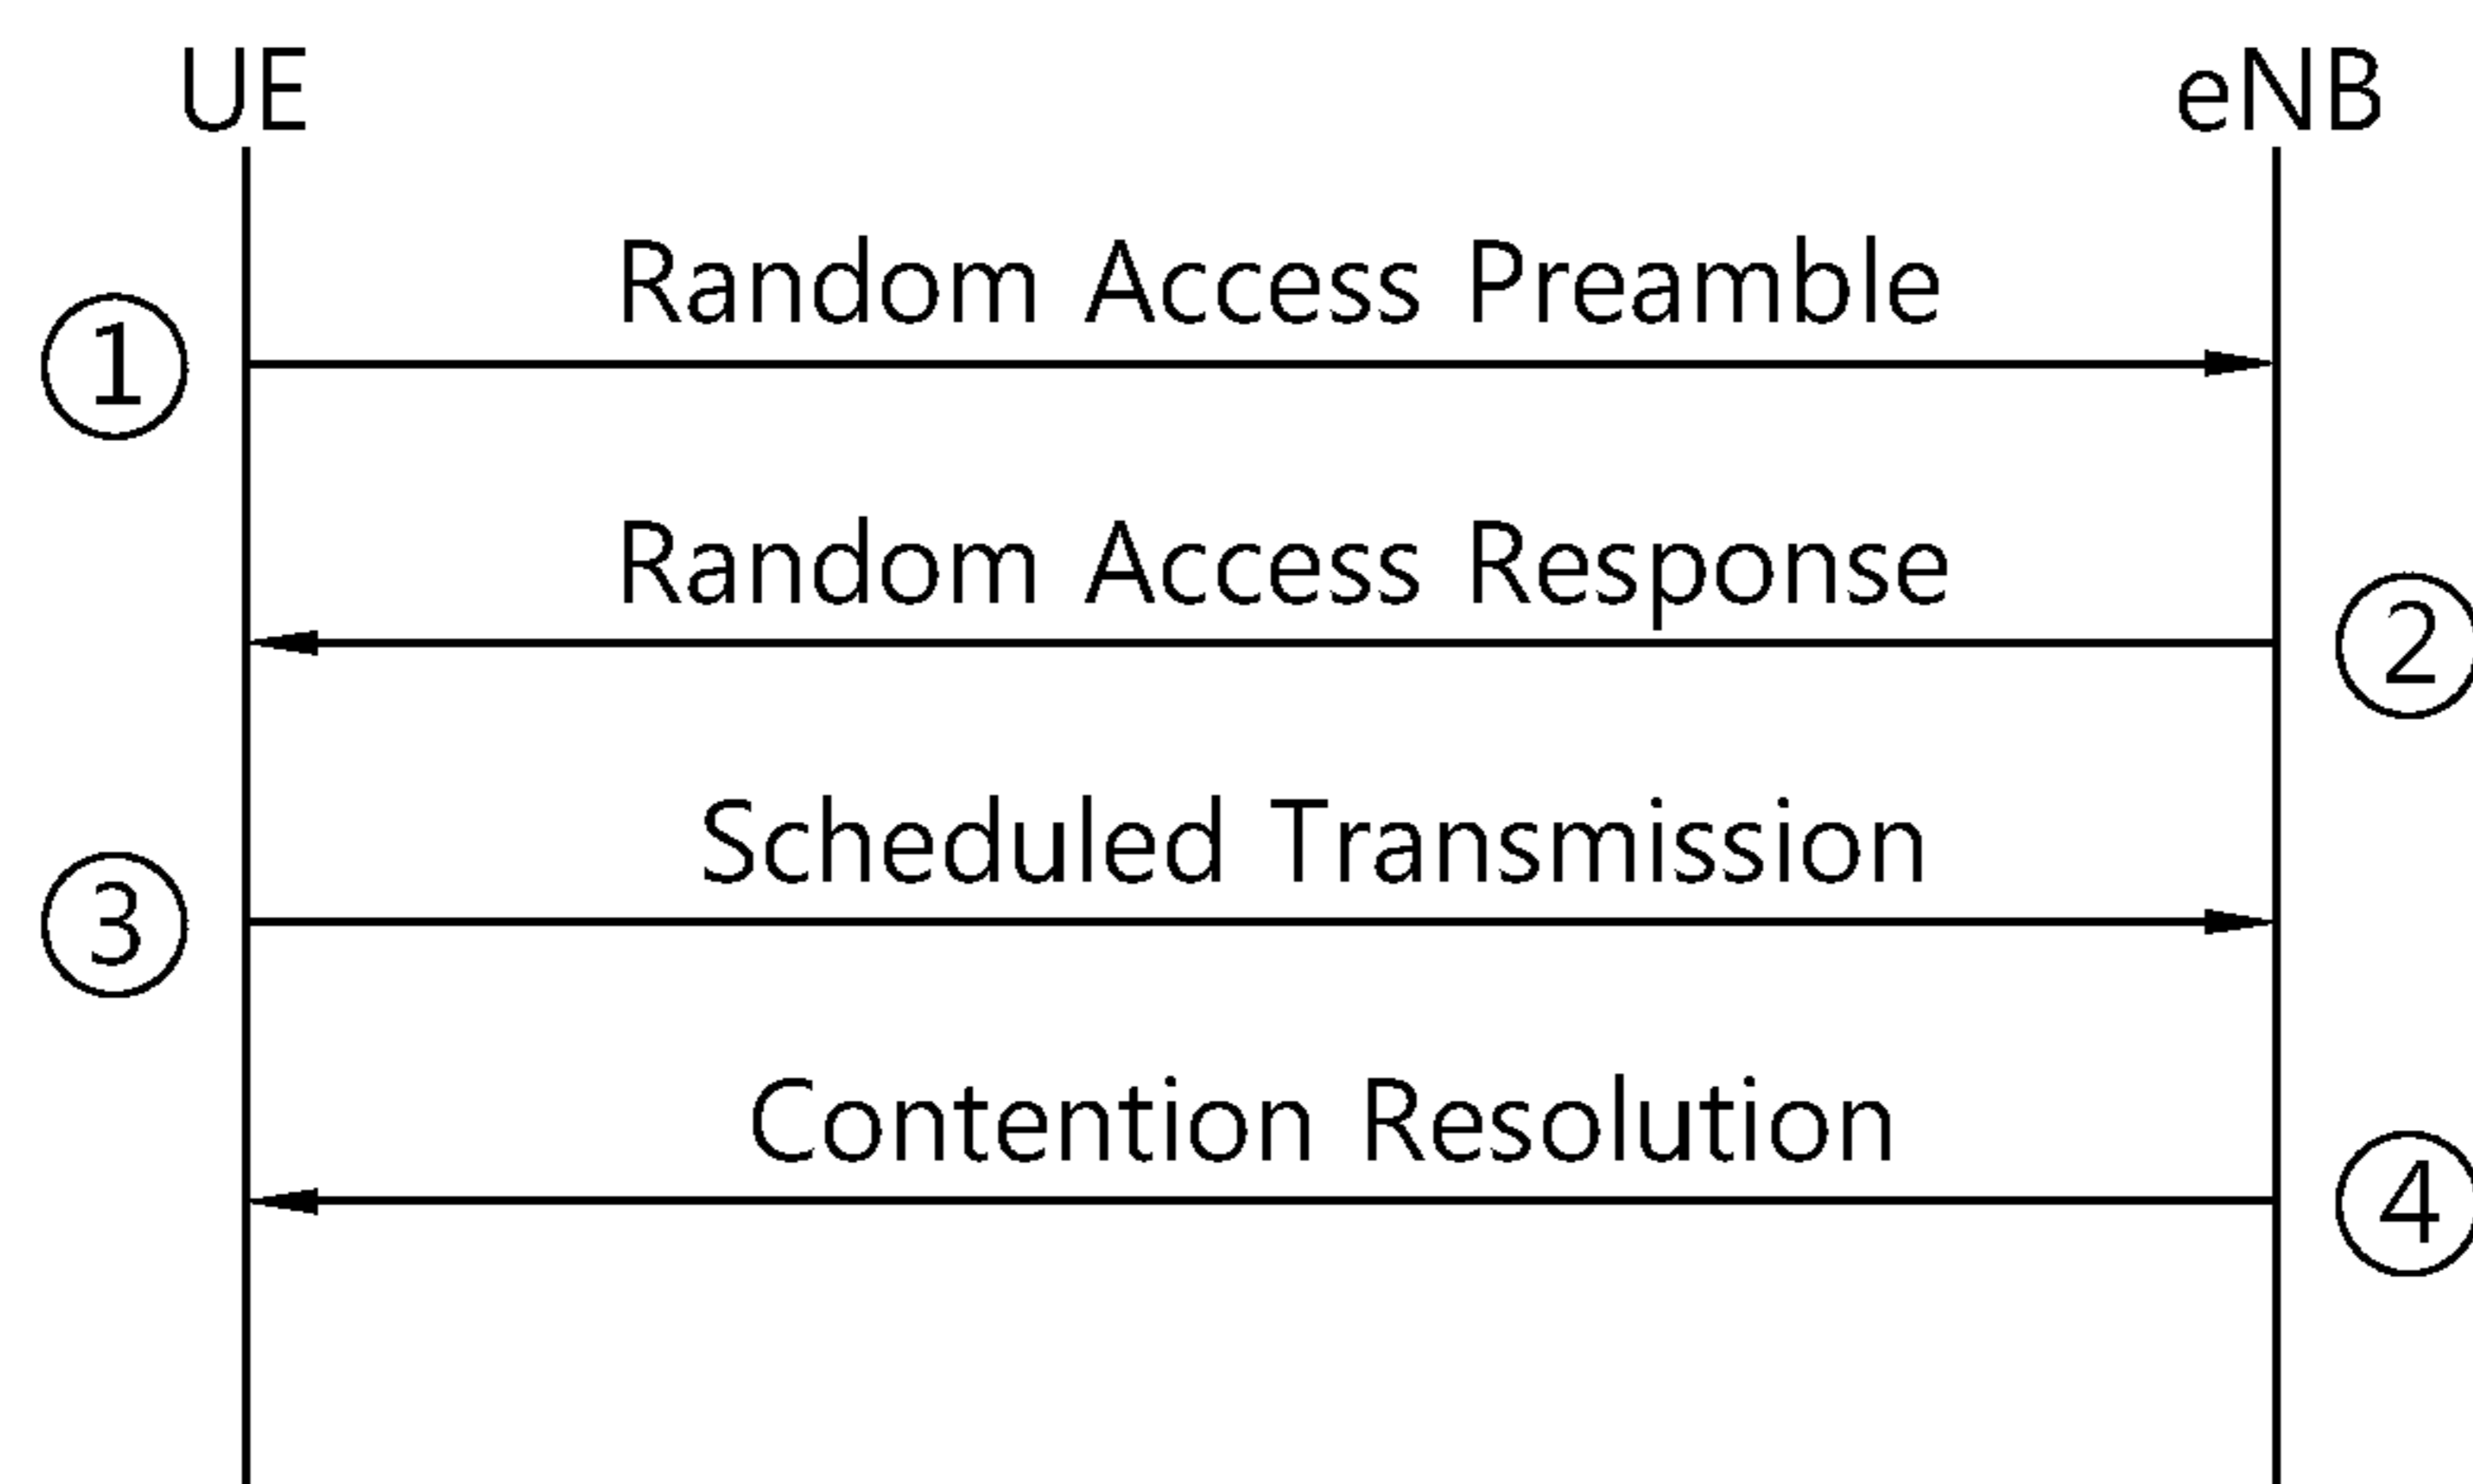 UE eNB
Random Access Preamble
①
Random Access Response
②
Scheduled Transmission
③
Contention Resolution
④